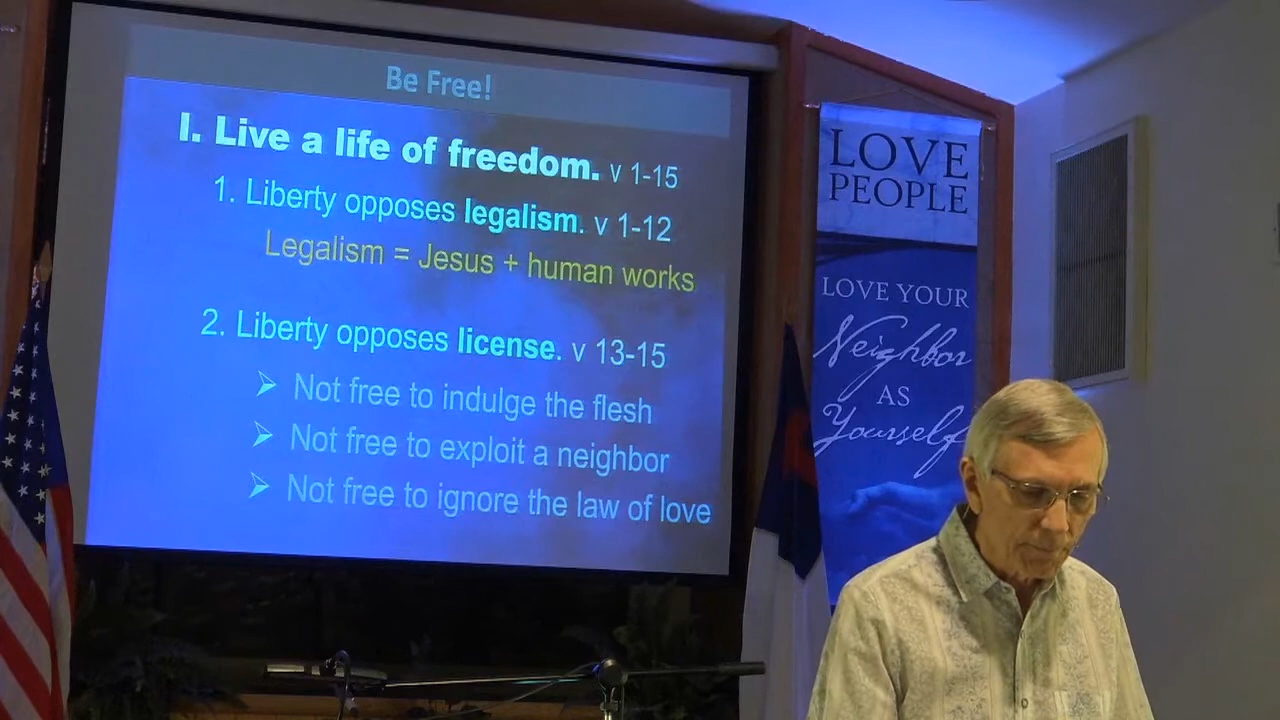 Be Free!
I. Live a life of freedom. v 1-15
1. Liberty opposes legalism. v 1-12
Legalism = Jesus + human works
2. Liberty opposes license. v 13-15
➢ Not free to indulge the flesh
➢ Not free to exploit a neighbor
➢ Not free to ignore the law of love
LOVE
PEOPLE
LOVE YOUR
Neighbor
AS
Yourself